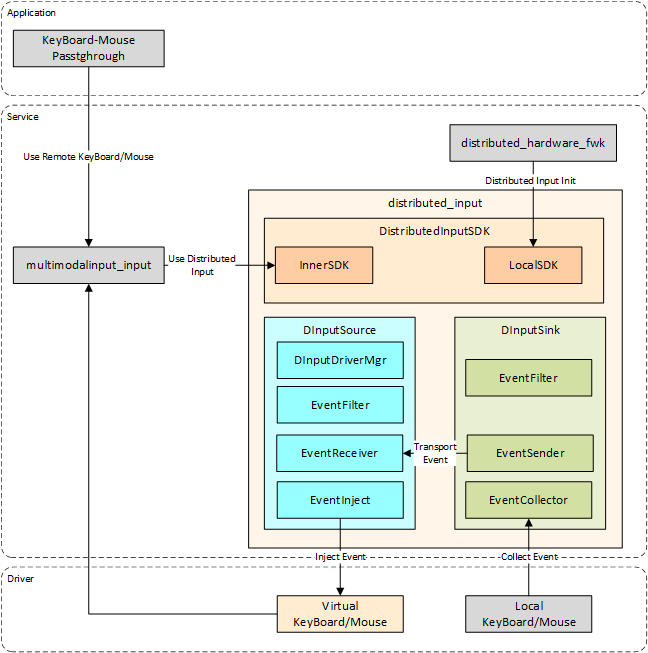 Application
KeyBoard-Mouse
Passtghrough
Service
Use Remote KeyBoard/Mouse
distributed_hardware_fwk
Distributed Input Init
distributed_input
DistributedInputSDK
multimodalinput_input
Use Distributed
Input
InnerSDK
LocalSDK
DInputSource
DInputDriverMgr
EventFilter
EventReceiver
EventInject
DInputSink
EventFilter
Transport
Event
EventSender
EventCollector
Inject Event
Collect Event
Driver
Virtual
KeyBoard/Mouse
Local
KeyBoard/Mouse